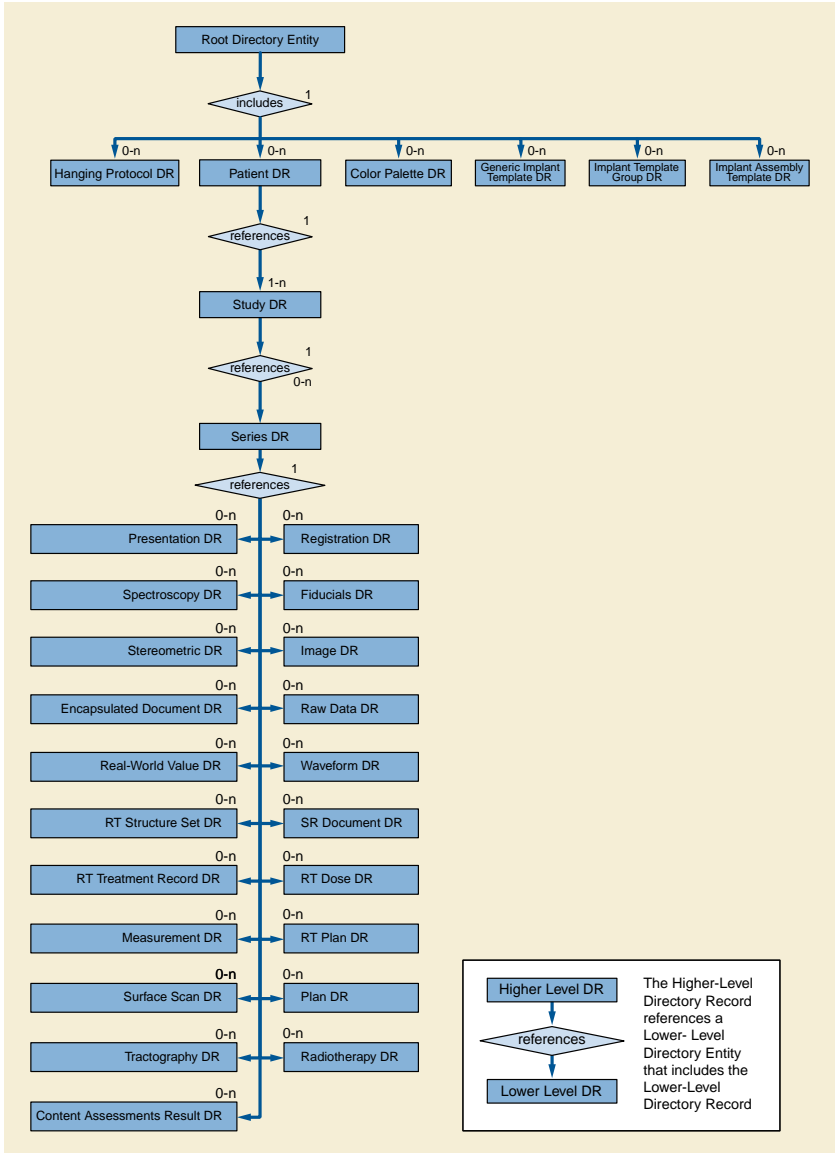 Root Directory Entity
1
includes
0-n
0-n
0-n
0-n
0-n
0-n
Hanging Protocol DR
Patient DR
Color Palette DR
Generic Implant
Template DR
Implant Template
Group DR
Implant Assembly
Template DR
1
references
1-n
Study DR
1
references
0-n
Series DR
1
references
0-n
0-n
Presentation DR
Registration DR
0-n
0-n
Spectroscopy DR
Fiducials DR
0-n
0-n
Stereometric DR
Image DR
0-n
0-n
Encapsulated Document DR
Raw Data DR
0-n
0-n
Real-World Value DR
Waveform DR
0-n
0-n
RT Structure Set DR
SR Document DR
0-n
0-n
RT Treatment Record DR
RT Dose DR
0-n
0-n
Measurement DR
RT Plan DR
0-n
0-n
Surface Scan DR
Plan DR
0-n
0-n
Tractography DR
Radiotherapy DR
0-n
Content Assessments Result DR
Higher Level DR
references
Lower Level DR
The Higher-Level
Directory Record
references a
Lower- Level
Directory Entity
that includes the
Lower-Level
Directory Record